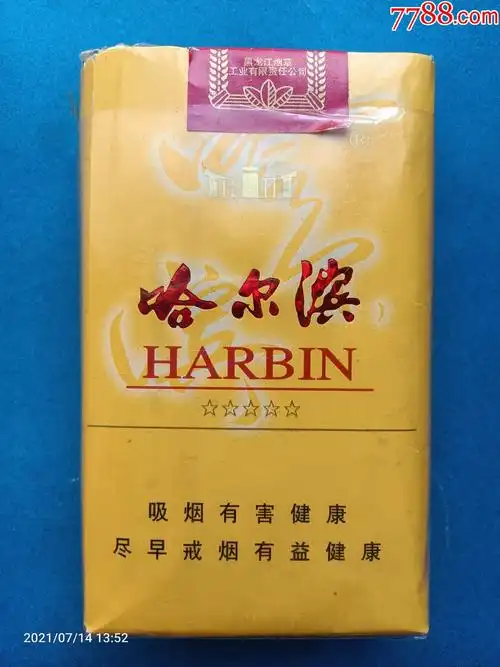 7788.com
黑龙江烟草
工业有限责任公司
哈尔滨
HARBIN
☆☆☆☆☆
吸烟有害健康
尽早戒烟有益健康
2021/07/14 13:52